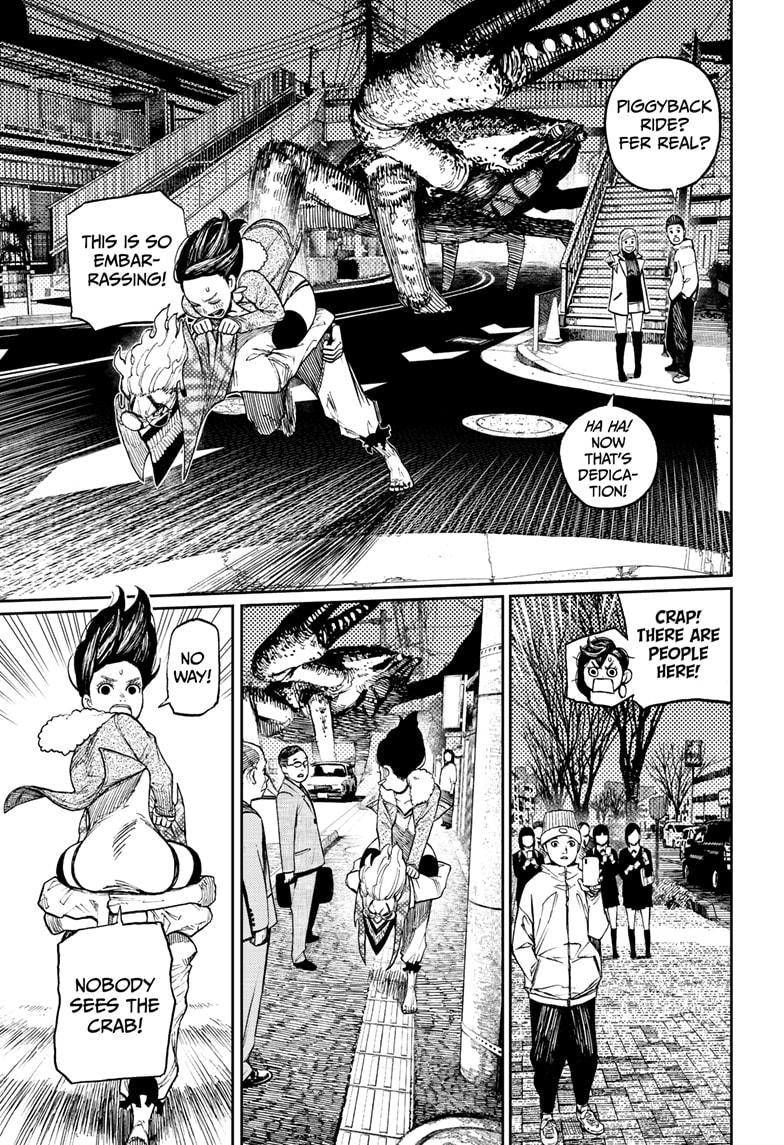 PIGGYBACK
RIDE?
FER REAL?
THIS IS SO
EMBAR-
RASSING!
HA HA!
NOW
THAT'S
DEDICA-
TION!
CRAP!
THERE ARE
PEOPLE
HERE!
NO
WAY!
NOBODY
SEES THE
CRAB!